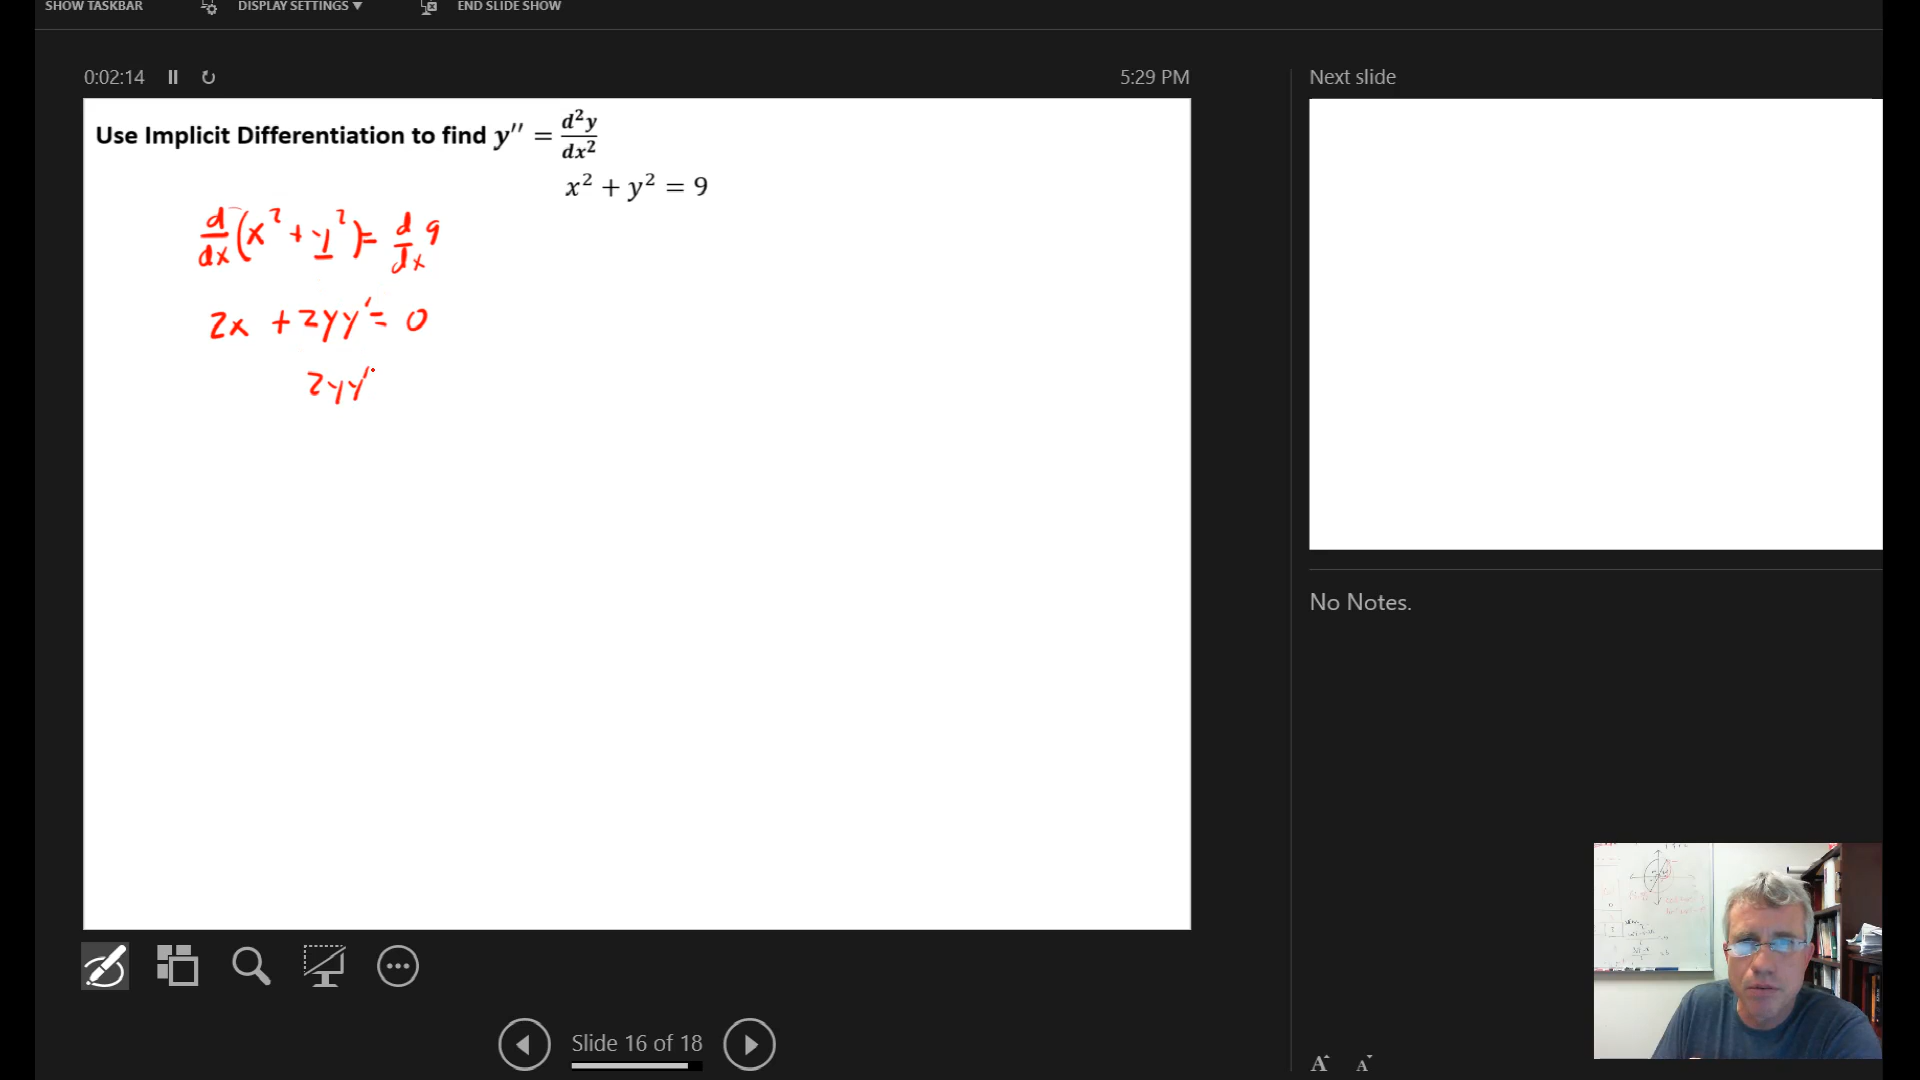 SHOW TASKBAR DISPLAY SETTINGS ▼ END SLIDE SHOW
0:02:14 5:29 PM Next slide
Use Implicit Differentiation to find y′′ = d²y/dx²
x² + y² = 9
d/dx (x² + y²) = d/dx 9
2x + 2yy′ = 0
2yy′
No Notes.
Slide 16 of 18
A A